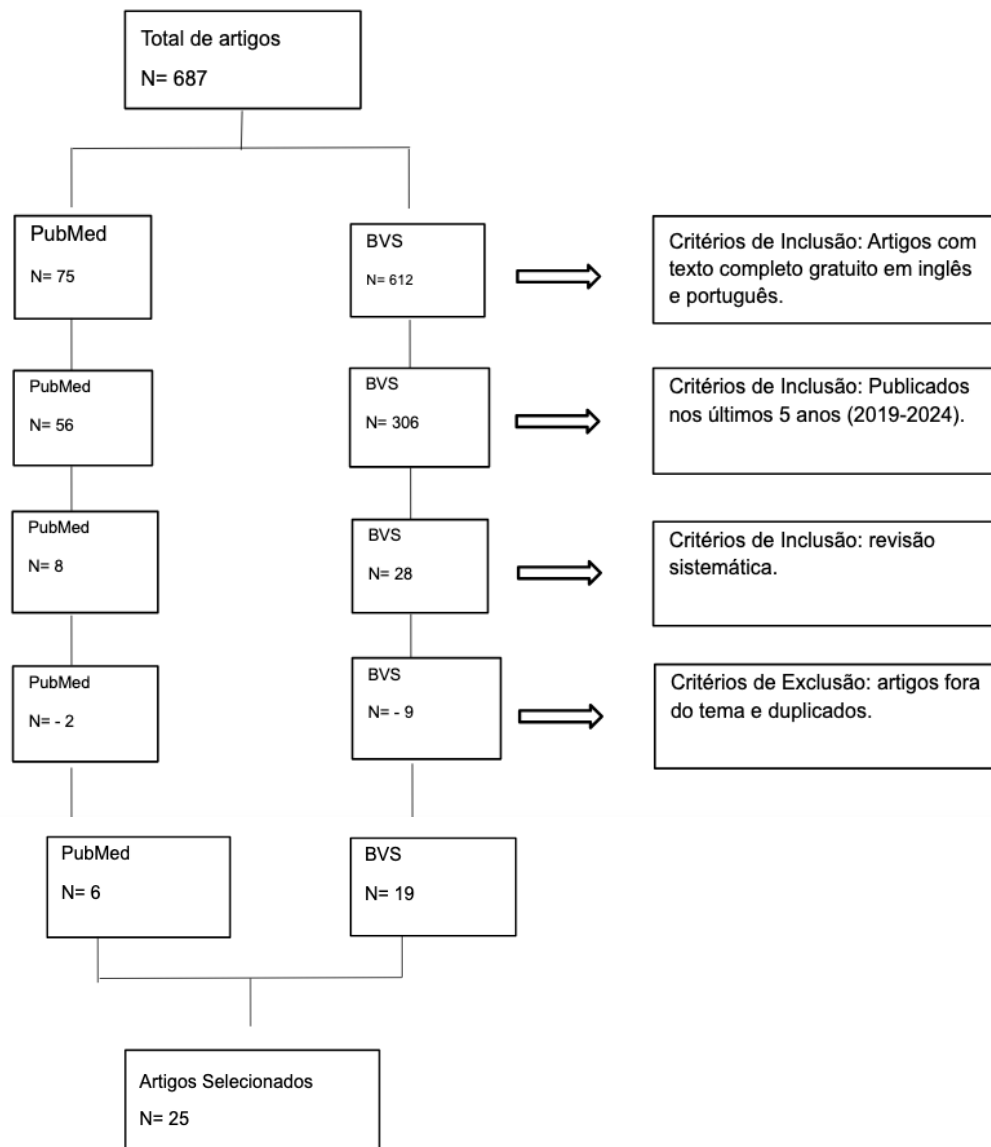 Total de artigos
N= 687
PubMed
N= 75
BVS
N= 612
Critérios de Inclusão: Artigos com
texto completo gratuito em inglês
e português.
PubMed
N= 56
BVS
N= 306
Critérios de Inclusão: Publicados
nos últimos 5 anos (2019-2024).
PubMed
N= 8
BVS
N= 28
Critérios de Inclusão: revisão
sistemática.
PubMed
N= - 2
BVS
N= - 9
Critérios de Exclusão: artigos fora
do tema e duplicados.
PubMed
N= 6
BVS
N= 19
Artigos Selecionados
N= 25